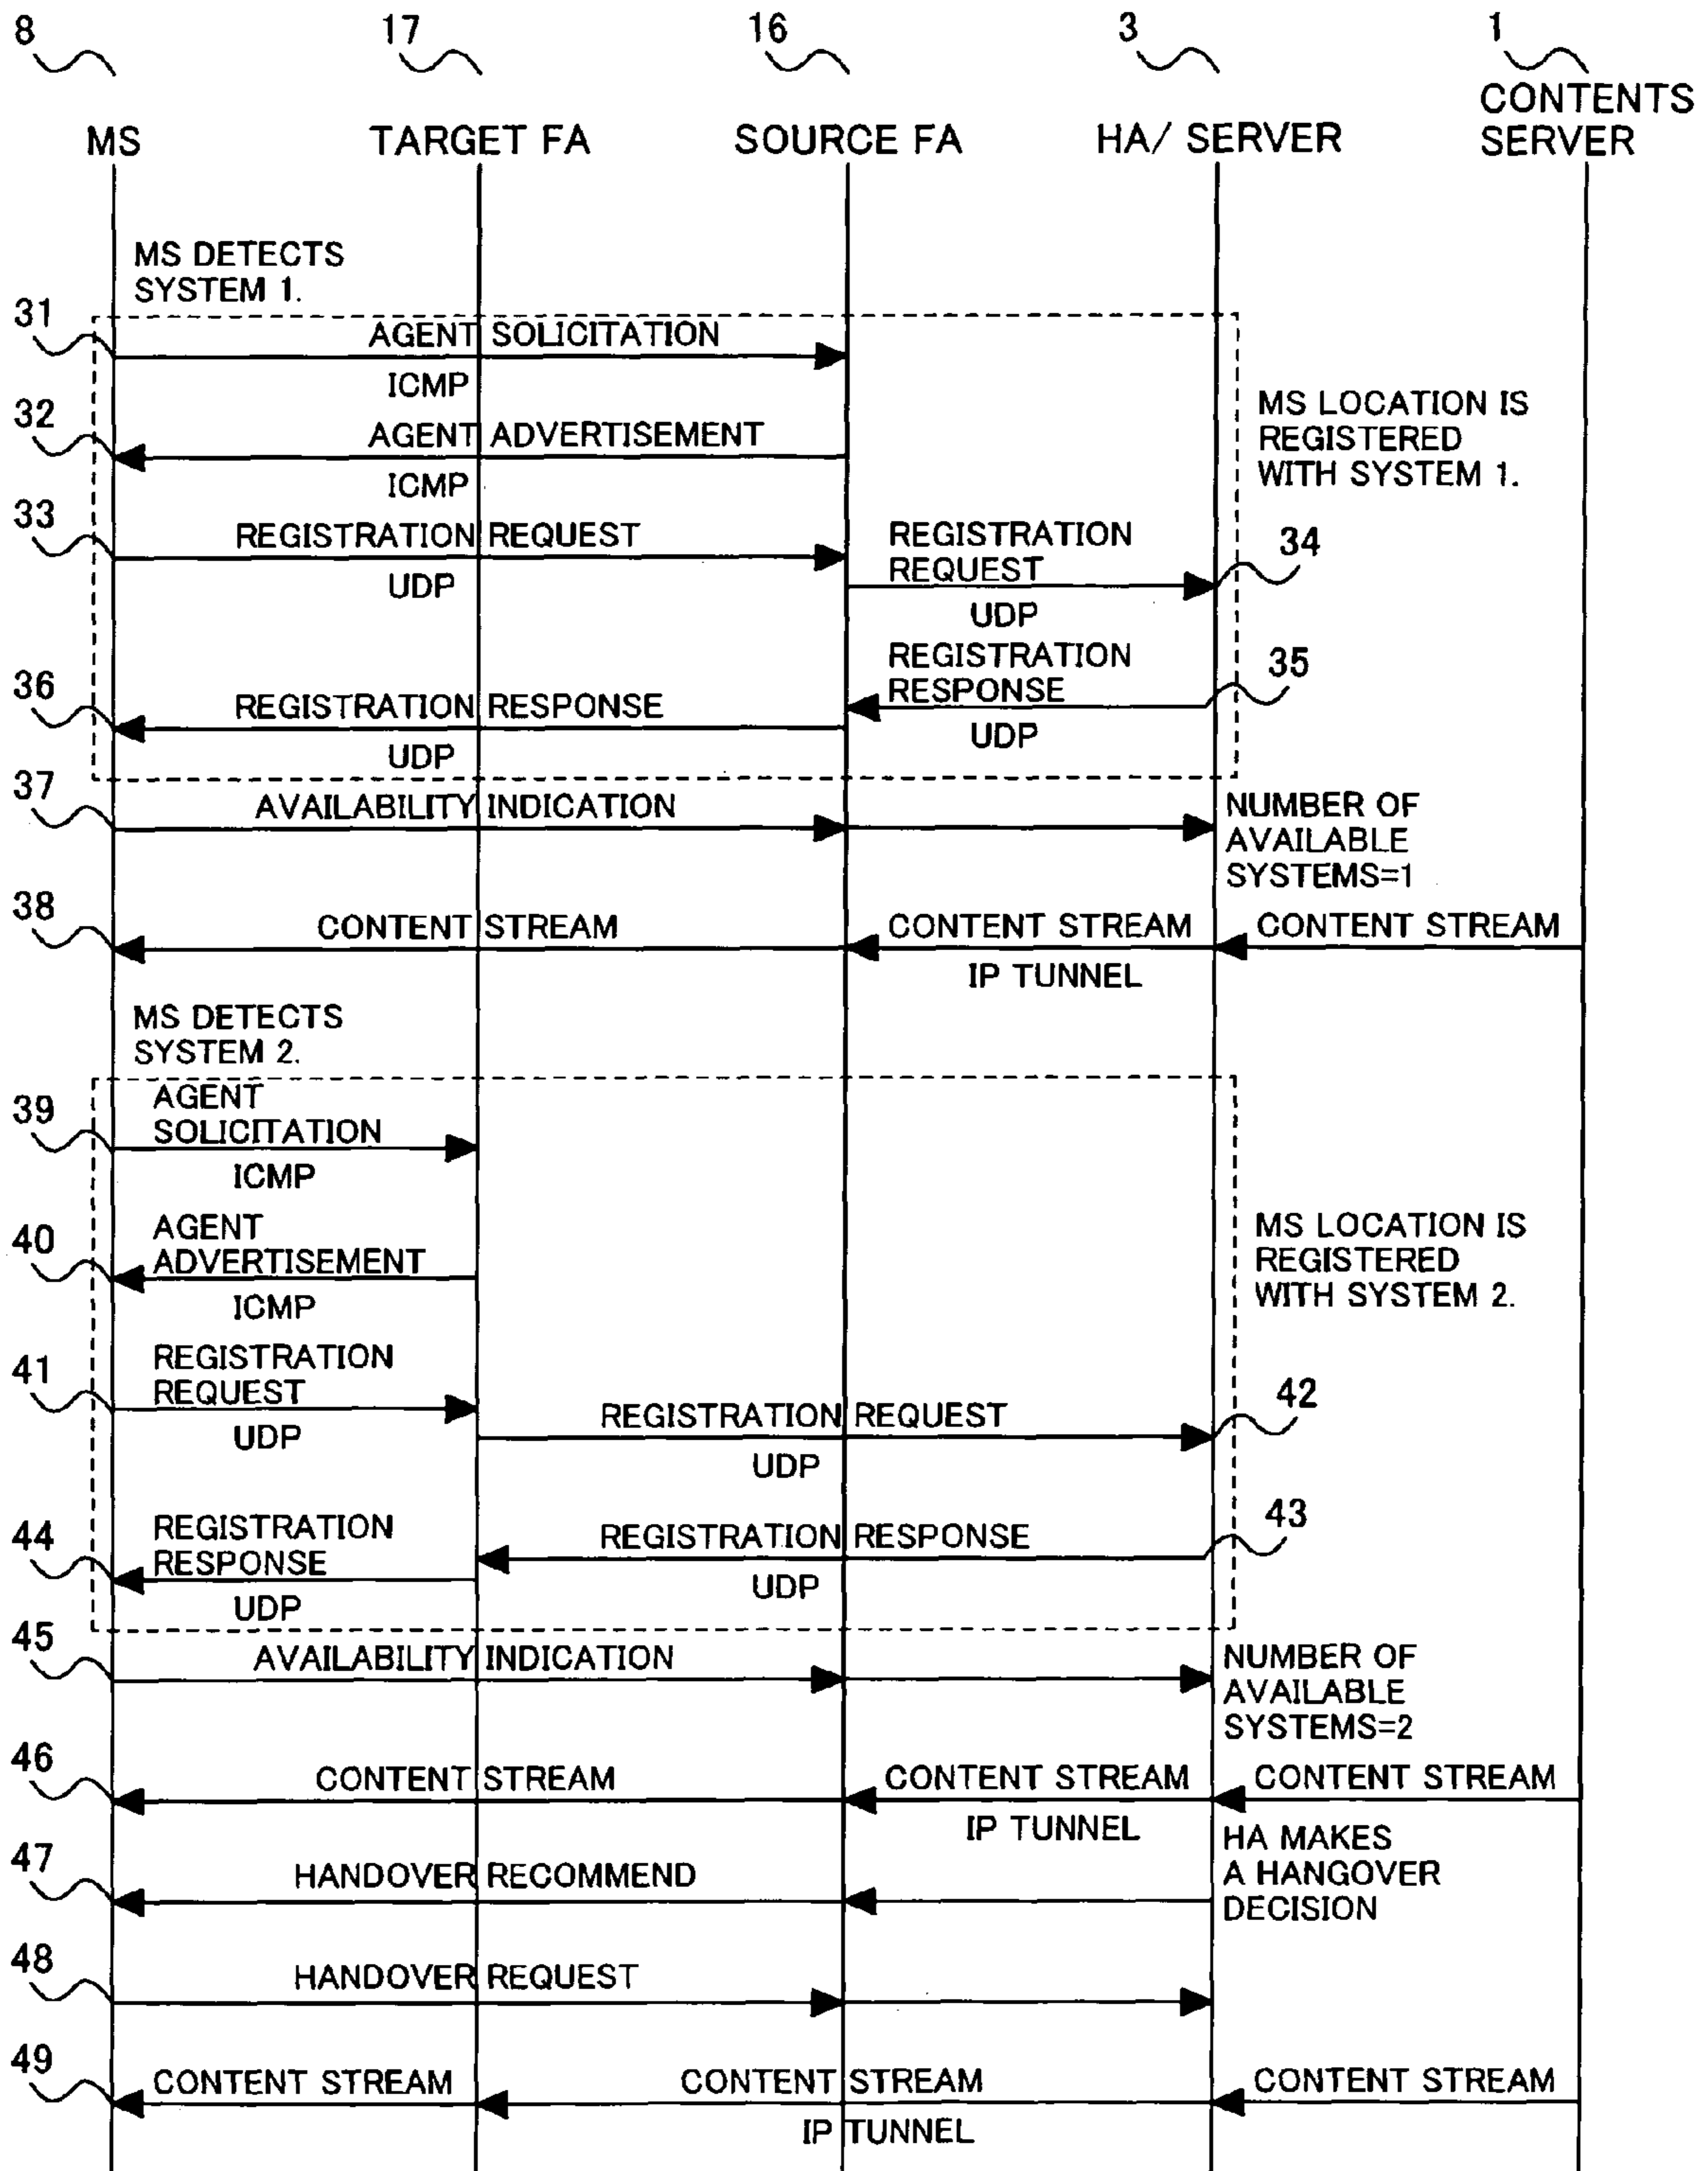 8
17
16
3
1
MS
TARGET FA
SOURCE FA
HA/ SERVER
CONTENTS
SERVER
MS DETECTS
SYSTEM 1.
31
AGENT SOLICITATION
ICMP
32
AGENT ADVERTISEMENT
ICMP
MS LOCATION IS
REGISTERED
WITH SYSTEM 1.
33
REGISTRATION REQUEST
UDP
REGISTRATION
REQUEST
UDP
34
REGISTRATION
RESPONSE
UDP
35
36
REGISTRATION RESPONSE
UDP
37
AVAILABILITY INDICATION
NUMBER OF
AVAILABLE
SYSTEMS=1
38
CONTENT STREAM
CONTENT STREAM
IP TUNNEL
CONTENT STREAM
MS DETECTS
SYSTEM 2.
39
AGENT
SOLICITATION
ICMP
40
AGENT
ADVERTISEMENT
ICMP
MS LOCATION IS
REGISTERED
WITH SYSTEM 2.
41
REGISTRATION
REQUEST
UDP
REGISTRATION REQUEST
UDP
42
REGISTRATION RESPONSE
UDP
43
44
REGISTRATION
RESPONSE
UDP
45
AVAILABILITY INDICATION
NUMBER OF
AVAILABLE
SYSTEMS=2
46
CONTENT STREAM
CONTENT STREAM
IP TUNNEL
CONTENT STREAM
47
HANDOVER RECOMMEND
HA MAKES
A HANGOVER
DECISION
48
HANDOVER REQUEST
49
CONTENT STREAM
CONTENT STREAM
IP TUNNEL
CONTENT STREAM